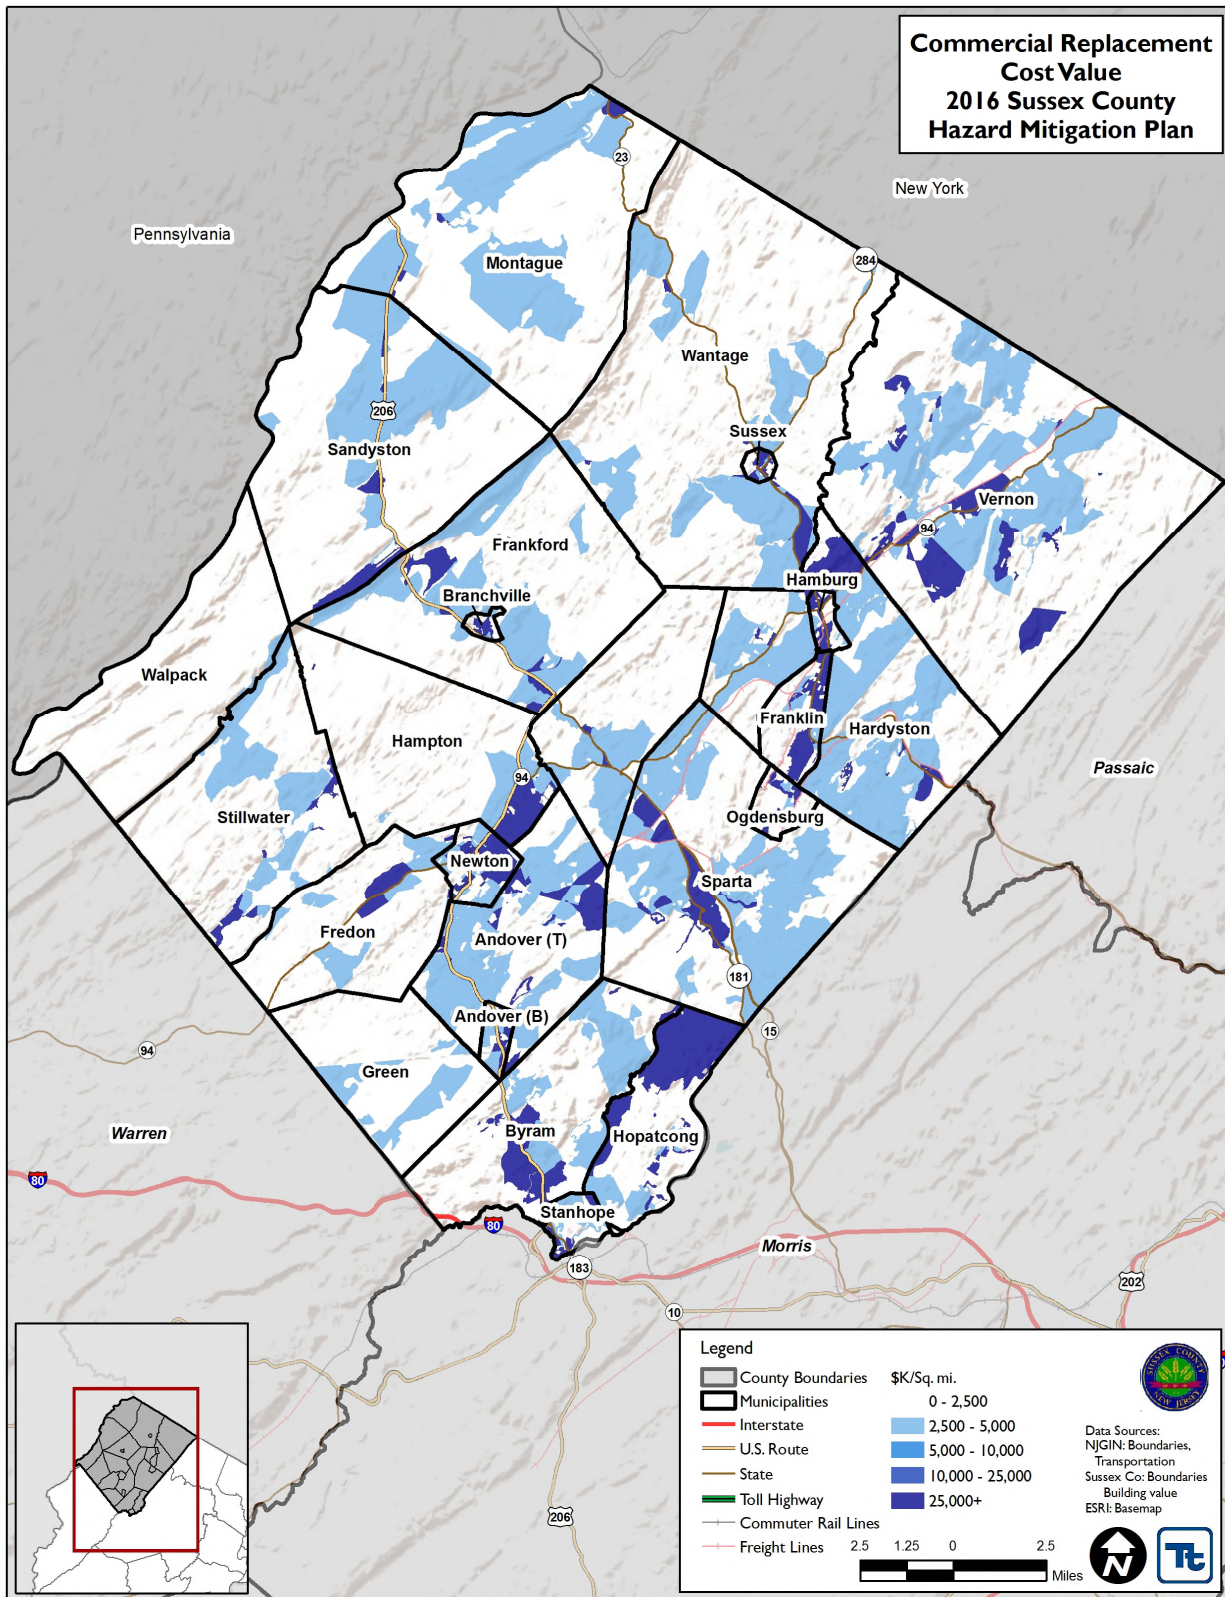 Commercial Replacement
Cost Value
2016 Sussex County
Hazard Mitigation Plan
New York
Pennsylvania
23
Montague
284
Wantage
206
Sussex
Sandyston
Vernon
94
Frankford
Hamburg
Branchville
Walpack
Franklin
Hardyston
Hampton
Passaic
94
Stillwater
Ogdensburg
Newton
Sparta
Fredon
Andover (T)
181
Andover (B)
15
94
Green
Warren
Byram
Hopatcong
80
Stanhope
80
Morris
183
202
10
206
Legend
County Boundaries
Municipalities
Interstate
U.S. Route
State
Toll Highway
Commuter Rail Lines
Freight Lines
$K/Sq. mi.
0 - 2,500
2,500 - 5,000
5,000 - 10,000
10,000 - 25,000
25,000+
2.5 1.25 0 2.5
Miles
SUSSEX COUNTY
NEW JERSEY
Data Sources:
NJGIN: Boundaries,
Transportation
Sussex Co: Boundaries
Building value
ESRI: Basemap
N
Tt